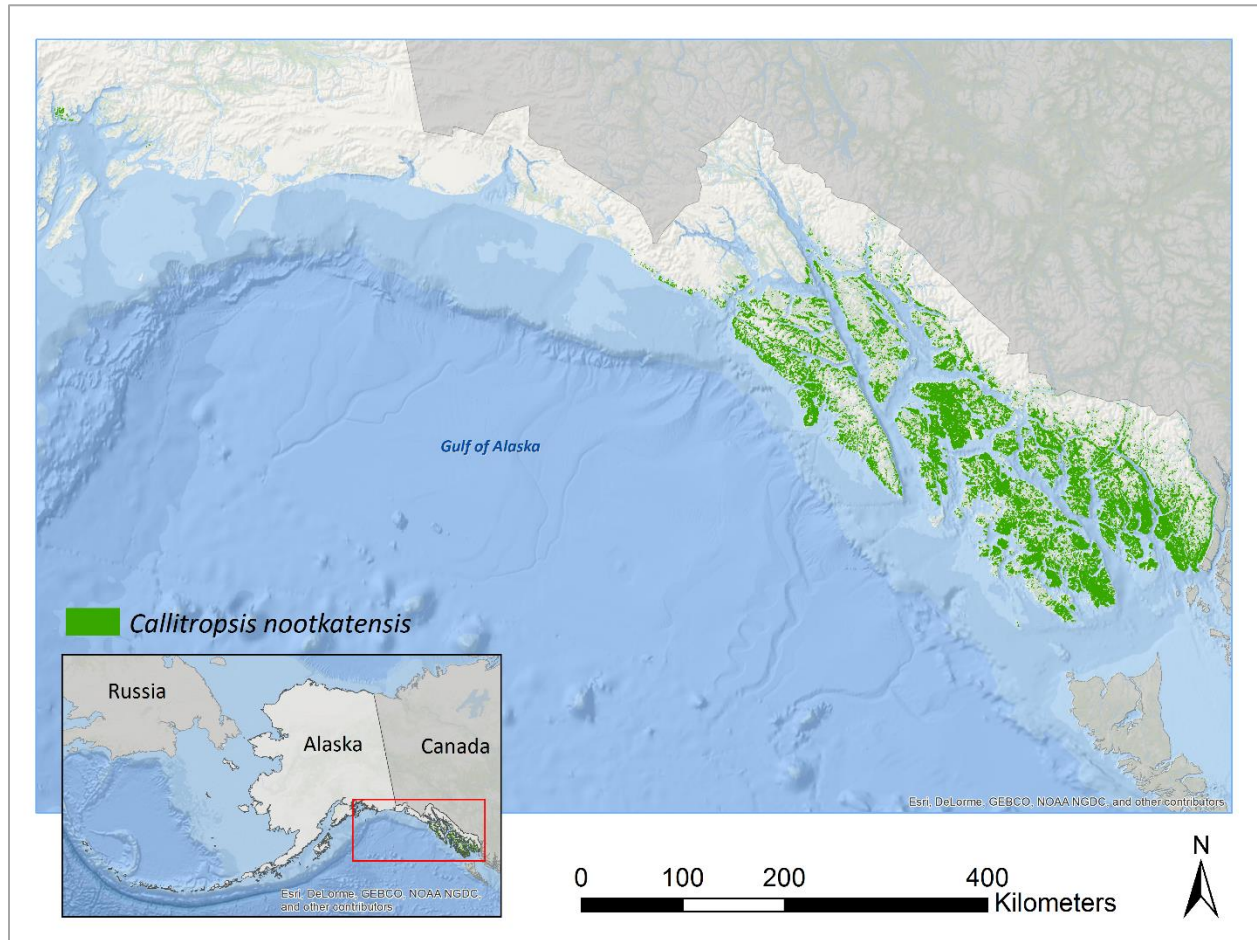 Gulf of Alaska
Callitropsis nootkatensis
Russia
Alaska
Canada
Esri, DeLorme, GEBCO, NOAA NGDC,
and other contributors
Esri, DeLorme, GEBCO, NOAA NGDC, and other contributors
0 100 200 400
Kilometers
N